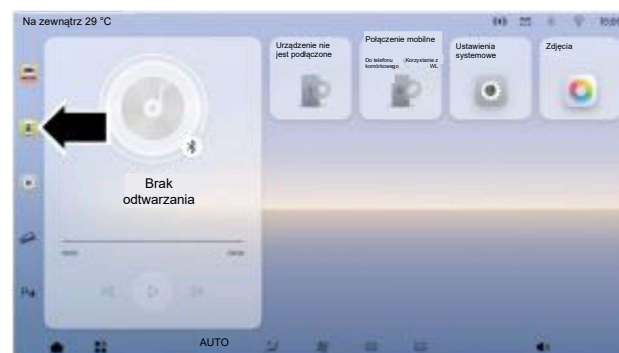 Na zewnątrz 29 °C
Urządzenie nie
jest podłączone
Połączenie mobilne
Do telefonu
komórkowego
Korzystanie z
WL
Ustawienia
systemowe
Zdjęcia
Brak
odtwarzania
AUTO